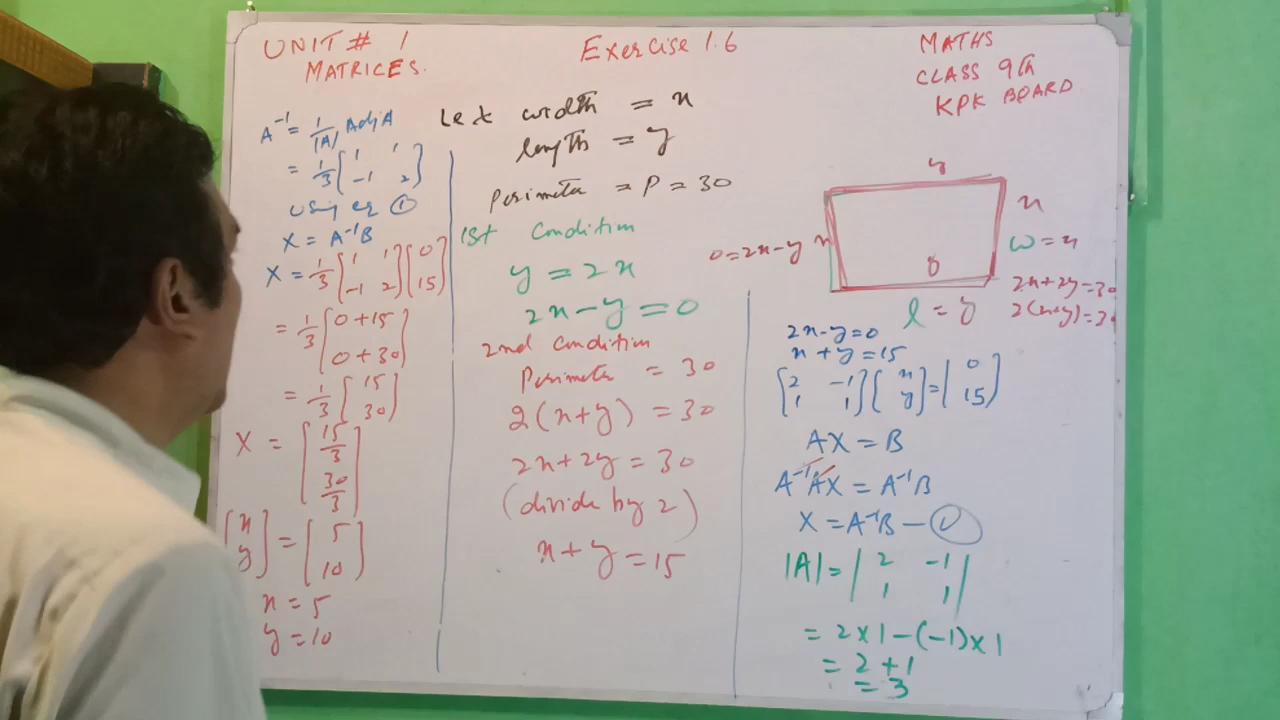 UNIT # 1
MATRICES.
Exercise 1.6
MATHS
CLASS 9th
KPK BOARD
Let width = x
length = y
Perimeter = P = 30
1st Condition
y = 2x
2x - y = 0
2nd condition
Perimeter = 30
2(x+y) = 30
2x + 2y = 30
(divide by 2)
x + y = 15
y
x
x
0 = 2x - y
w = x
l = y
2x + 2y = 30
2(x+y) = 30
2x - y = 0
x + y = 15
[2 -1
1 1] [x
y] = [0
15]
AX = B
A⁻¹AX = A⁻¹B
X = A⁻¹B — ①
|A| = |2 -1
1 1|
= 2 × 1 - (-1) × 1
= 2 + 1
= 3
A⁻¹ = 1/|A| Adj A
= 1/3 [1 1
-1 2]
Using eq ①
X = A⁻¹B
X = 1/3 [1 1
-1 2] [0
15]
= 1/3 [0 + 15
0 + 30]
= 1/3 [15
30]
X = [15/3
30/3]
[x
y] = [5
10]
x = 5
y = 10